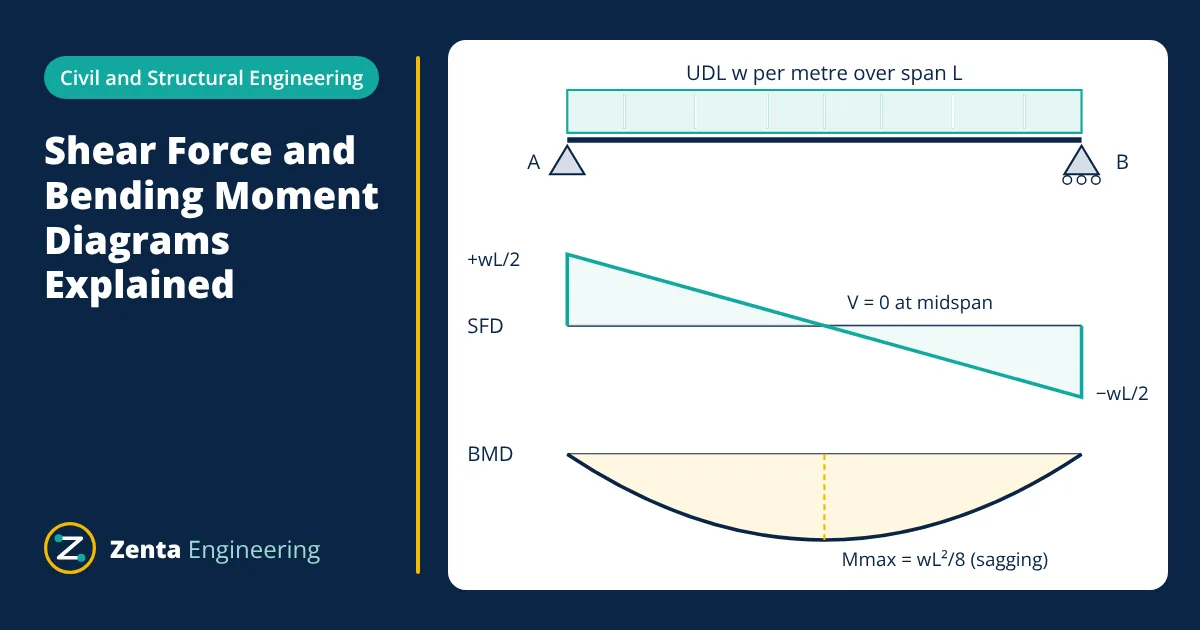 Civil and Structural Engineering
Shear Force and
Bending Moment
Diagrams
Explained
Zenta Engineering
UDL w per metre over span L
A
B
+wL/2
V = 0 at midspan
SFD
−wL/2
BMD
Mmax = wL²/8 (sagging)